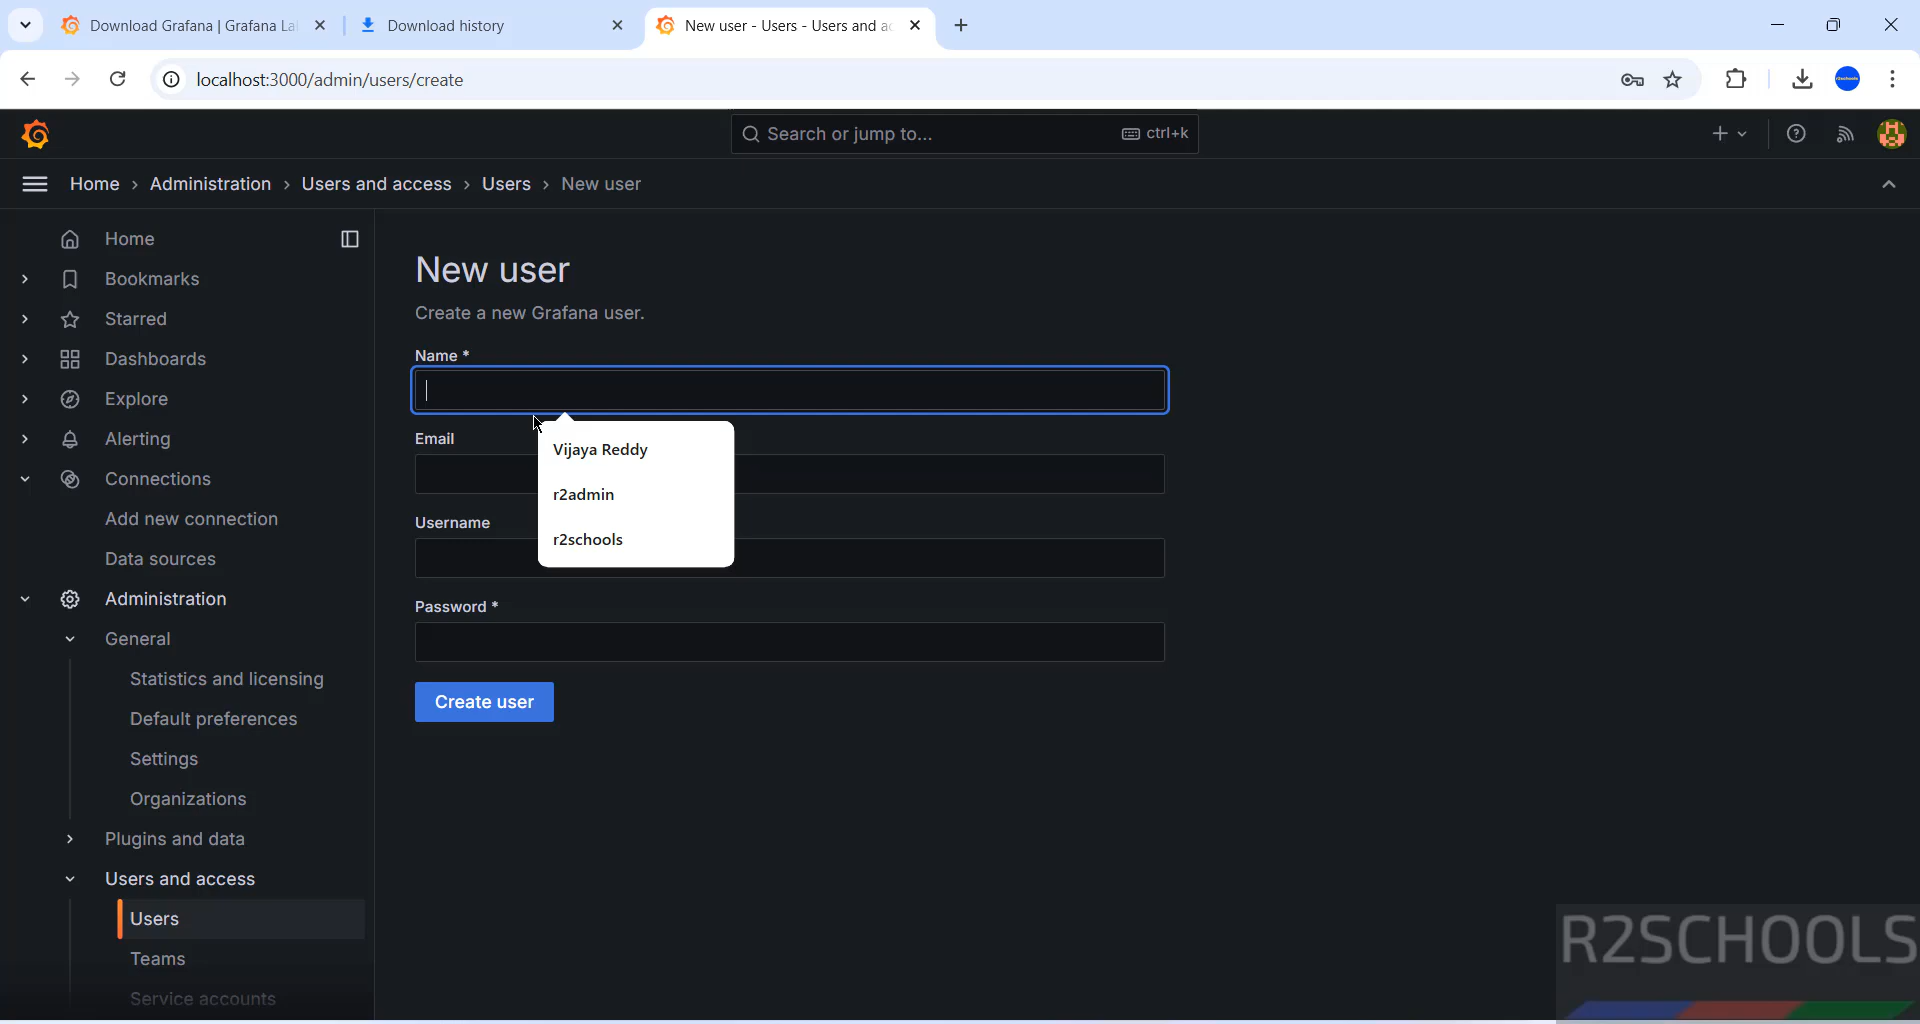 Download Grafana | Grafana La
Download history
New user - Users - Users and ac
localhost:3000/admin/users/create
Search or jump to...
ctrl+k
Home › Administration › Users and access › Users › New user
Home
Bookmarks
Starred
Dashboards
Explore
Alerting
Connections
Add new connection
Data sources
Administration
General
Statistics and licensing
Default preferences
Settings
Organizations
Plugins and data
Users and access
Users
Teams
Service accounts
New user
Create a new Grafana user.
Name *
Email
Vijaya Reddy
r2admin
r2schools
Username
Password *
Create user
R2SCHOOLS